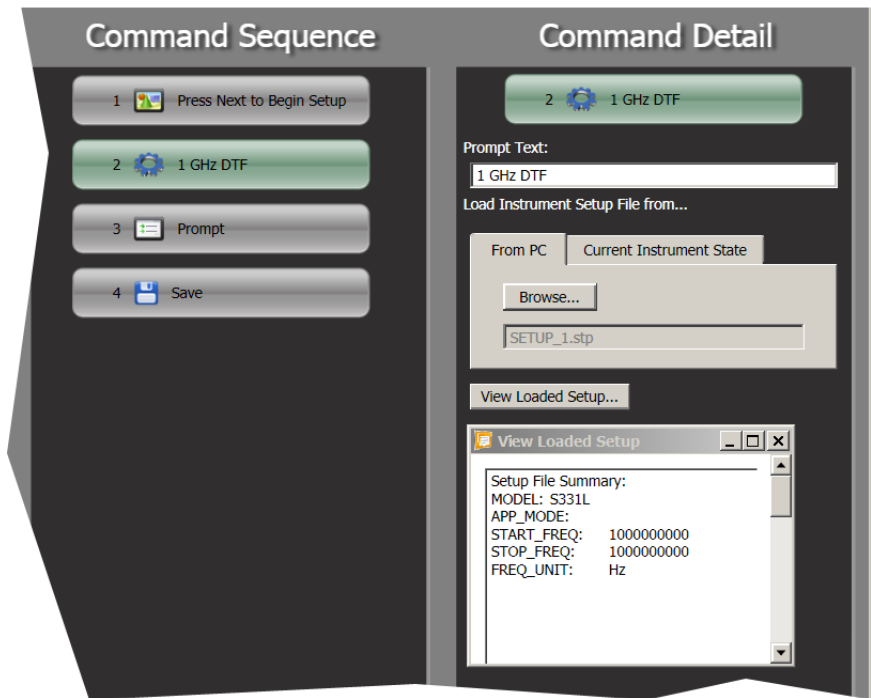 Command Sequence
1 Press Next to Begin Setup
2 1 GHz DTF
3 Prompt
4 Save
Command Detail
2 1 GHz DTF
Prompt Text:
1 GHz DTF
Load Instrument Setup File from...
From PC Current Instrument State
Browse...
SETUP_1.stp
View Loaded Setup...
View Loaded Setup
Setup File Summary:
MODEL: S331L
APP_MODE:
START_FREQ: 1000000000
STOP_FREQ: 1000000000
FREQ_UNIT: Hz